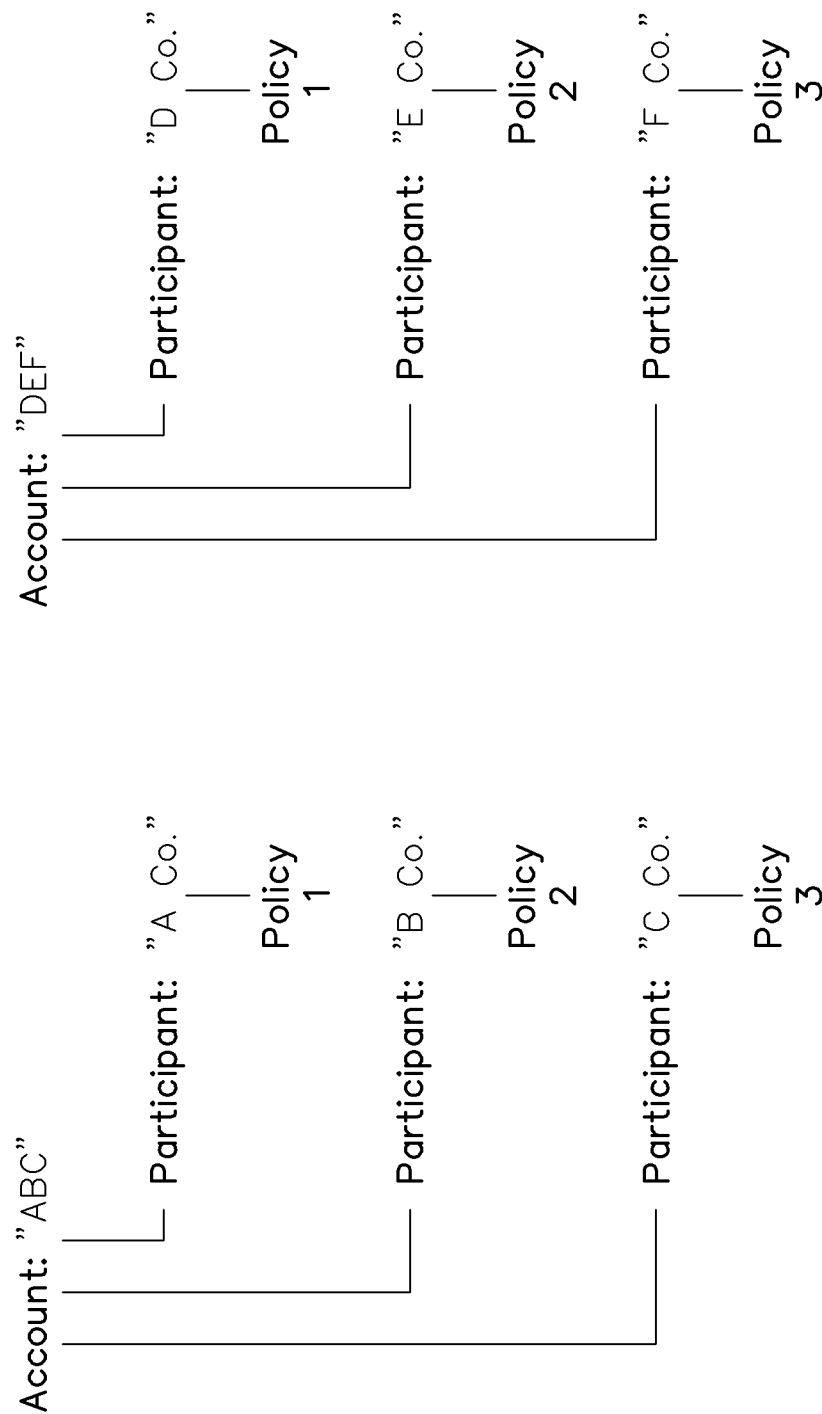 Account: "ABC"
Participant: "A Co."
Policy
1
Participant: "B Co."
Policy
2
Participant: "C Co."
Policy
3
Account: "DEF"
Participant: "D Co."
Policy
1
Participant: "E Co."
Policy
2
Participant: "F Co."
Policy
3